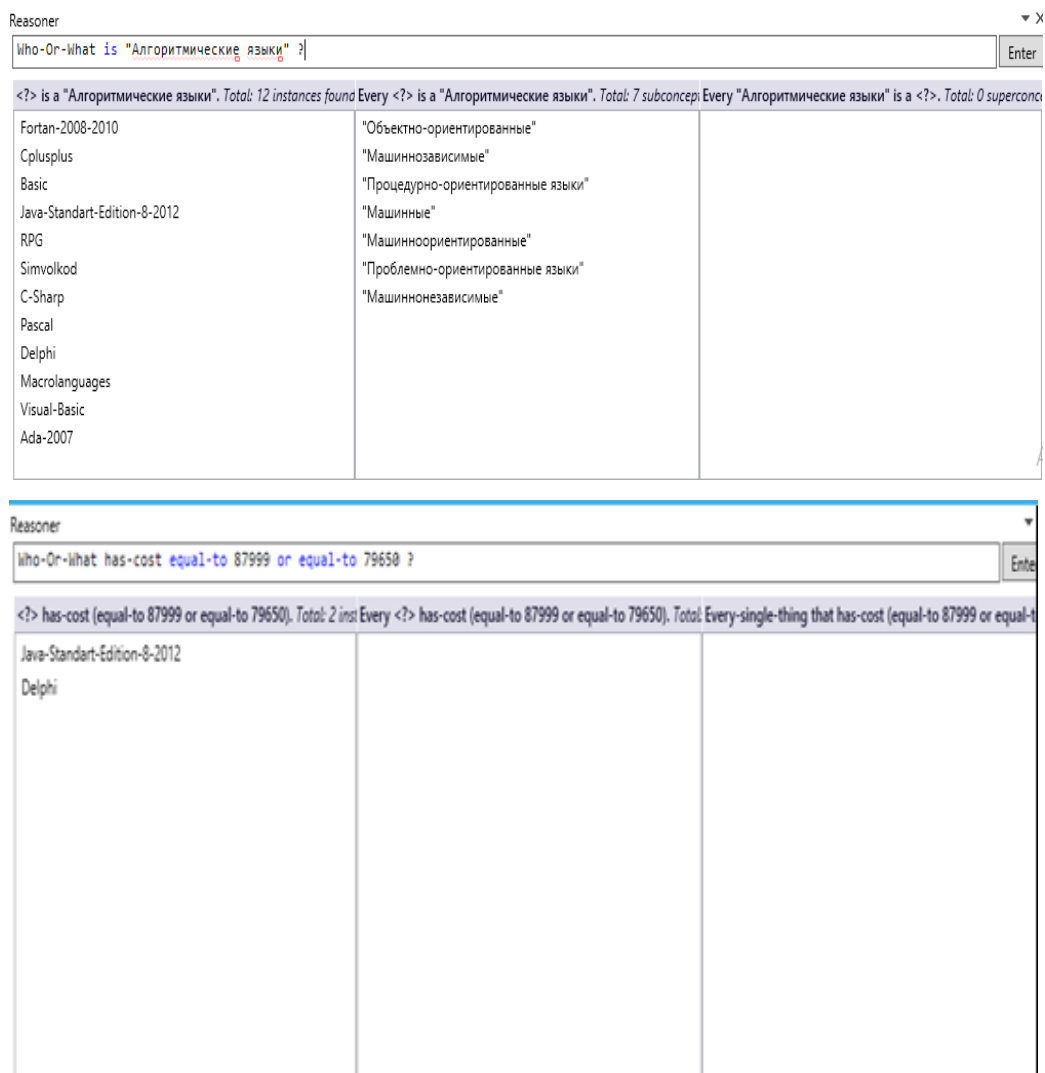 Reasoner
Who-Or-What is "Алгоритмические языки" ?
Enter
<?> is a "Алгоритмические языки". Total: 12 instances found
Every <?> is a "Алгоритмические языки". Total: 7 subconcep
Every "Алгоритмические языки" is a <?>. Total: 0 superconce
Fortan-2008-2010
Cplusplus
Basic
Java-Standart-Edition-8-2012
RPG
Simvolkod
C-Sharp
Pascal
Delphi
Macrolanguages
Visual-Basic
Ada-2007
"Объектно-ориентированные"
"Машиннозависимые"
"Процедурно-ориентированные языки"
"Машинные"
"Машинноориентированные"
"Проблемно-ориентированные языки"
"Машиннонезависимые"
Reasoner
Who-Or-What has-cost equal-to 87999 or equal-to 79650 ?
Ente
<?> has-cost (equal-to 87999 or equal-to 79650). Total: 2 ins
Every <?> has-cost (equal-to 87999 or equal-to 79650). Total:
Every-single-thing that has-cost (equal-to 87999 or equal-t
Java-Standart-Edition-8-2012
Delphi